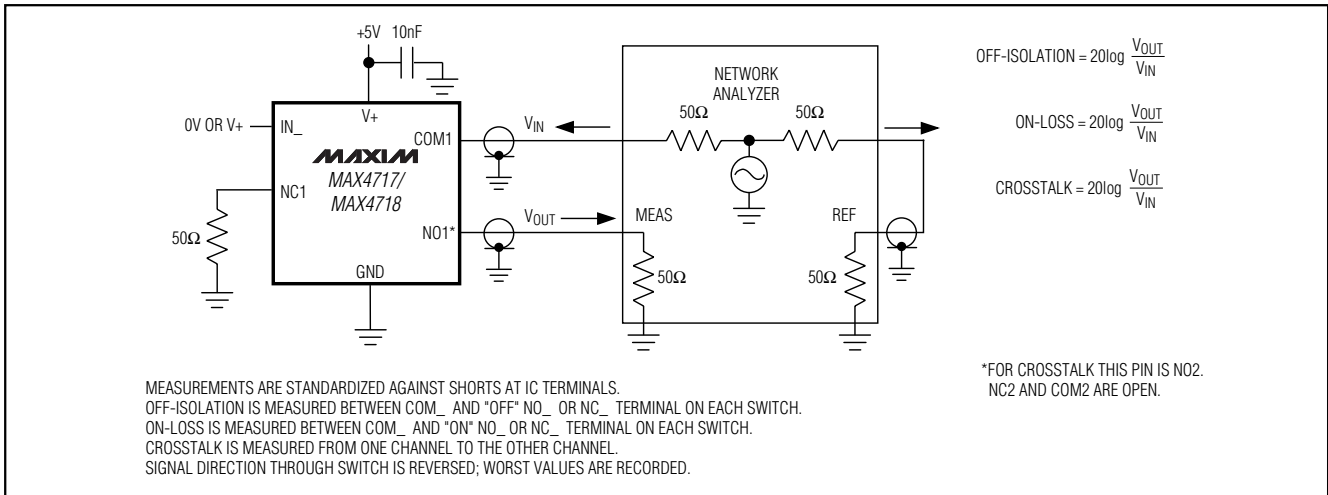 +5V 10nF
V+
0V OR V+ IN_
COM1
MAXIM
MAX4717/
MAX4718
NC1
50Ω
NO1*
GND
VIN
VOUT
NETWORK
ANALYZER
50Ω 50Ω
MEAS REF
50Ω 50Ω
OFF-ISOLATION = 20log VOUT/VIN
ON-LOSS = 20log VOUT/VIN
CROSSTALK = 20log VOUT/VIN
MEASUREMENTS ARE STANDARDIZED AGAINST SHORTS AT IC TERMINALS.
OFF-ISOLATION IS MEASURED BETWEEN COM_ AND "OFF" NO_ OR NC_ TERMINAL ON EACH SWITCH.
ON-LOSS IS MEASURED BETWEEN COM_ AND "ON" NO_ OR NC_ TERMINAL ON EACH SWITCH.
CROSSTALK IS MEASURED FROM ONE CHANNEL TO THE OTHER CHANNEL.
SIGNAL DIRECTION THROUGH SWITCH IS REVERSED; WORST VALUES ARE RECORDED.
*FOR CROSSTALK THIS PIN IS NO2.
NC2 AND COM2 ARE OPEN.